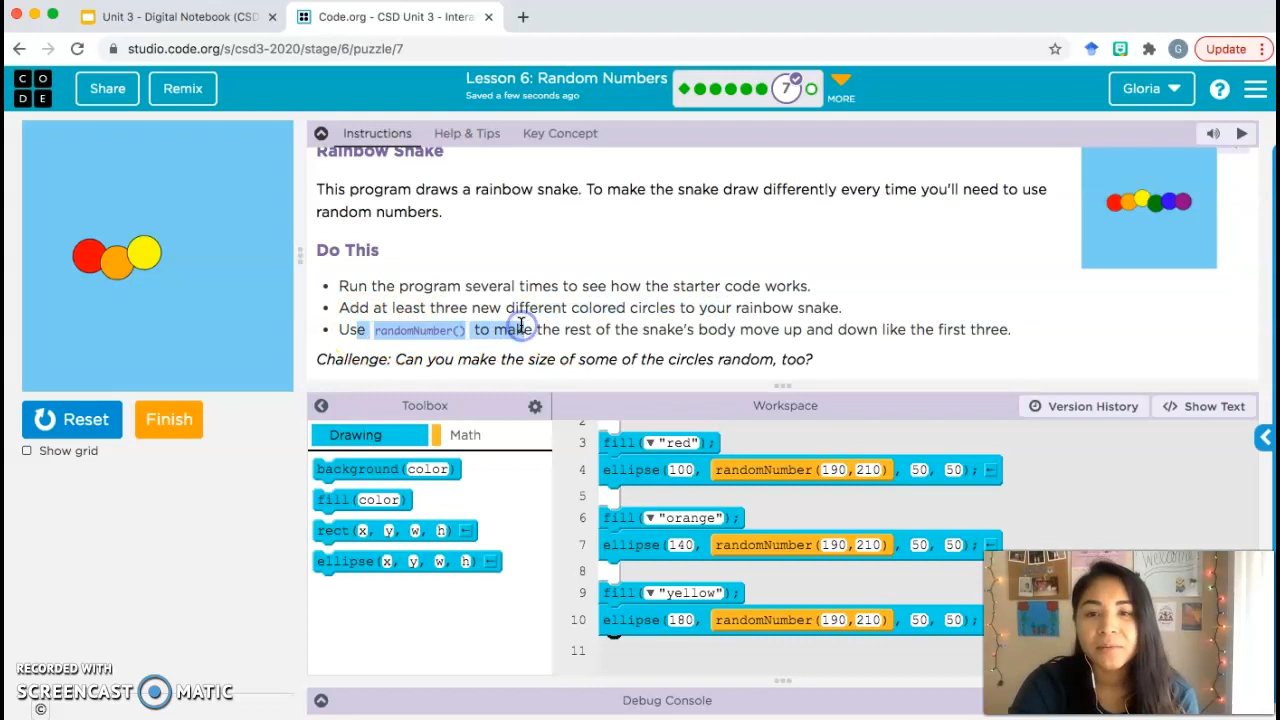 Unit 3 - Digital Notebook (CSD
Code.org - CSD Unit 3 - Intera
studio.code.org/s/csd3-2020/stage/6/puzzle/7
G
Update
C O
D E
Share
Remix
Lesson 6: Random Numbers
Saved a few seconds ago
7
MORE
Gloria
?
Instructions
Help & Tips
Key Concept
Rainbow Snake
This program draws a rainbow snake. To make the snake draw differently every time you'll need to use
random numbers.
Do This
• Run the program several times to see how the starter code works.
• Add at least three new different colored circles to your rainbow snake.
• Use randomNumber() to make the rest of the snake's body move up and down like the first three.
Challenge: Can you make the size of some of the circles random, too?
Reset
Finish
Show grid
Toolbox
Workspace
Version History
</> Show Text
Drawing
Math
background(color)
fill(color)
rect(x, y, w, h)
ellipse(x, y, w, h)
2
3 fill("red");
4 ellipse(100, randomNumber(190,210), 50, 50);
5
6 fill("orange");
7 ellipse(140, randomNumber(190,210), 50, 50);
8
9 fill("yellow");
10 ellipse(180, randomNumber(190,210), 50, 50);
11
Debug Console
RECORDED WITH
SCREENCAST MATIC
©
welcome